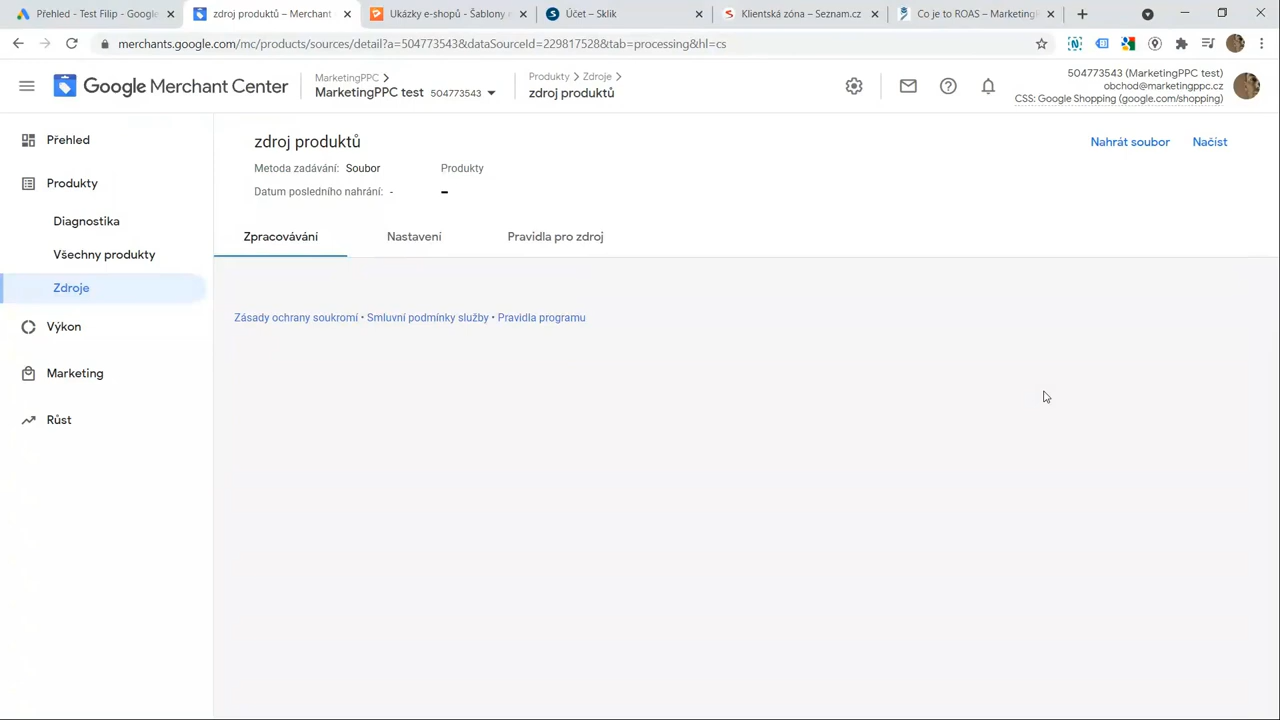 Přehled - Test Filip - Google
zdroj produktů – Merchant
Ukázky e-shopů - Šablony
Účet – Sklik
Klientská zóna – Seznam.cz
Co je to ROAS – Marketing
merchants.google.com/mc/products/sources/detail?a=504773543&dataSourceId=229817528&tab=processing&hl=cs
Google Merchant Center
MarketingPPC
MarketingPPC test 504773543
Produkty
Zdroje
zdroj produktů
504773543 (MarketingPPC test)
obchod@marketingppc.cz
CSS: Google Shopping (google.com/shopping)
Přehled
Produkty
Diagnostika
Všechny produkty
Zdroje
Výkon
Marketing
Růst
zdroj produktů
Nahrát soubor
Načíst
Metoda zadávání: Soubor
Produkty
Datum posledního nahrání: -
–
Zpracovávání
Nastavení
Pravidla pro zdroj
Zásady ochrany soukromí • Smluvní podmínky služby • Pravidla programu